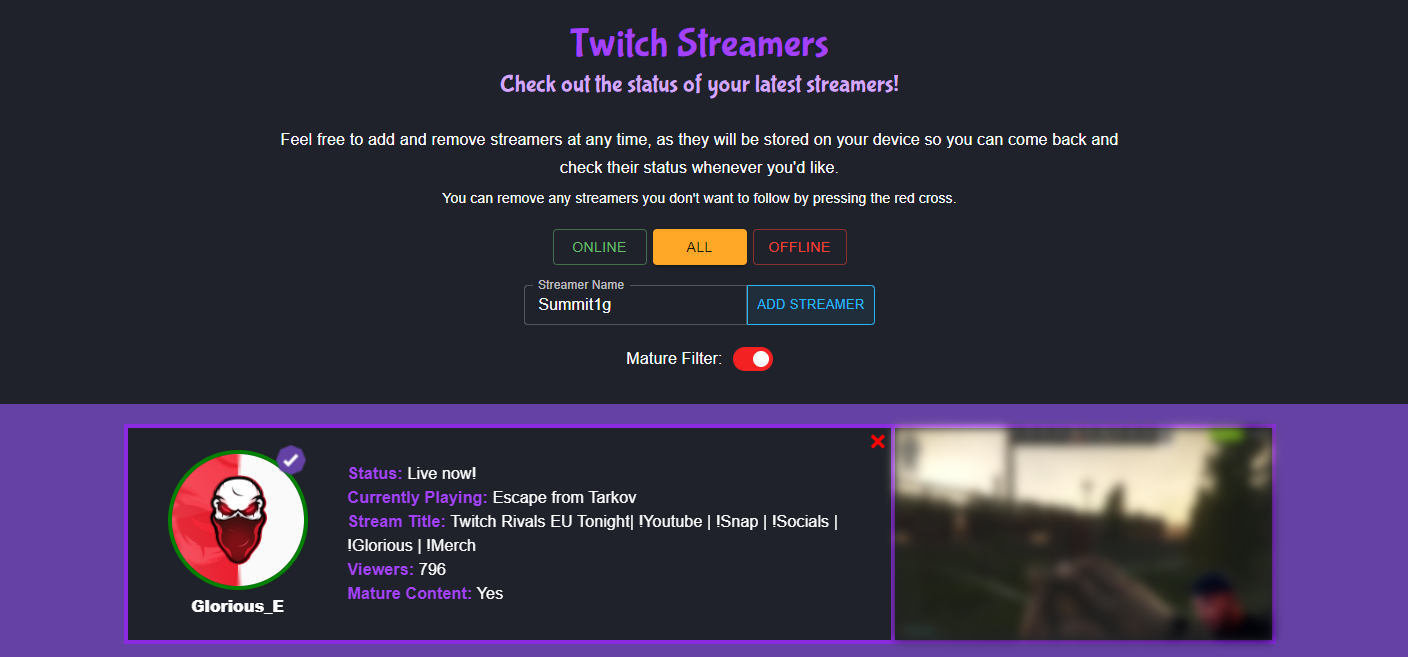 Twitch Streamers
Check out the status of your latest streamers!
Feel free to add and remove streamers at any time, as they will be stored on your device so you can come back and
check their status whenever you'd like.
You can remove any streamers you don't want to follow by pressing the red cross.
ONLINE
ALL
OFFLINE
Streamer Name
Summit1g
ADD STREAMER
Mature Filter:
Glorious_E
Status: Live now!
Currently Playing: Escape from Tarkov
Stream Title: Twitch Rivals EU Tonight| !Youtube | !Snap | !Socials |
!Glorious | !Merch
Viewers: 796
Mature Content: Yes